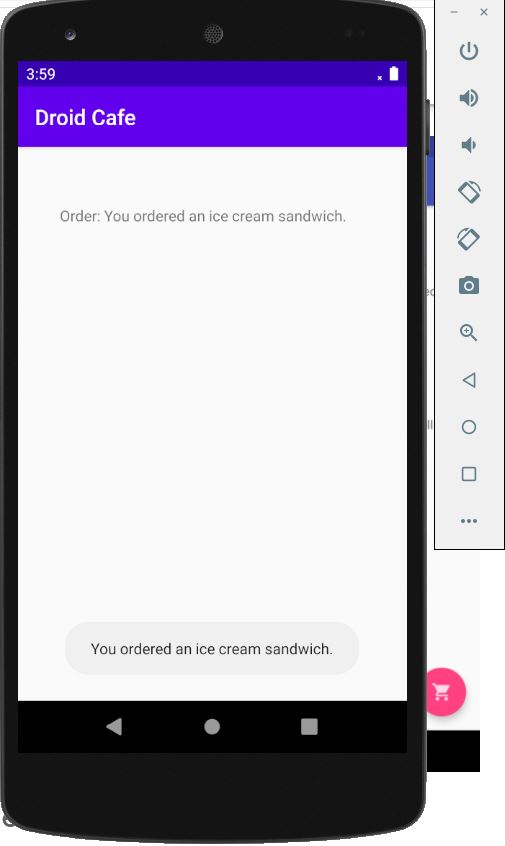 3:59
Droid Cafe
Order: You ordered an ice cream sandwich.
You ordered an ice cream sandwich.